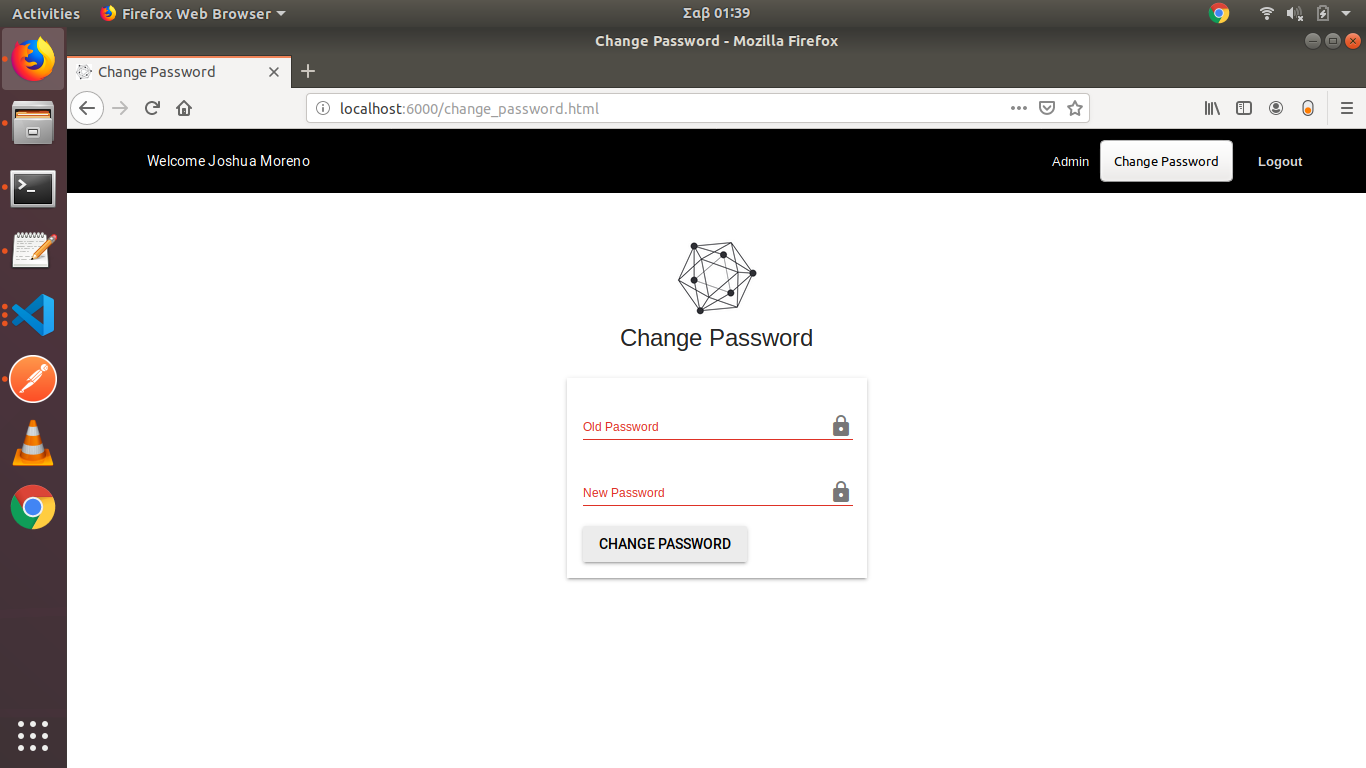 Activities Firefox Web Browser Σαβ 01:39
Change Password - Mozilla Firefox
Change Password
localhost:6000/change_password.html
Welcome Joshua Moreno Admin Change Password Logout
Change Password
Old Password
New Password
CHANGE PASSWORD